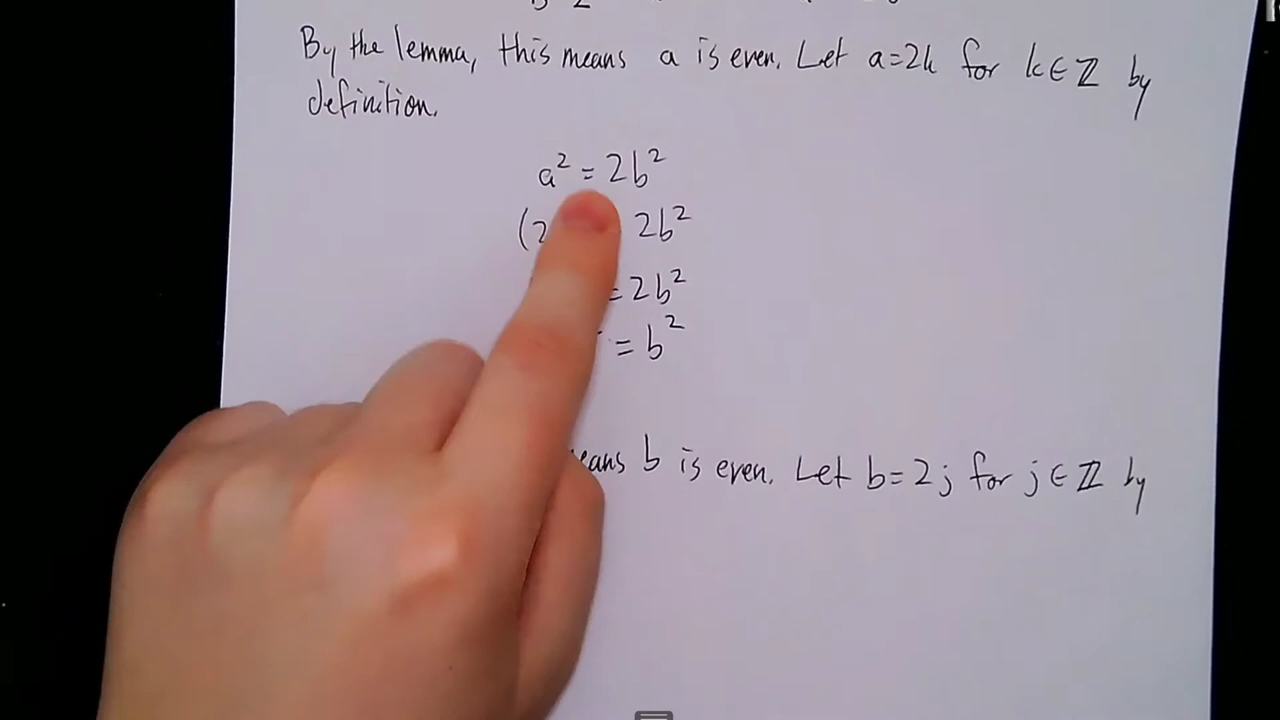 By the lemma, this means a is even. Let a=2k for k∈ℤ by
definition.
a² = 2b²
(2 2b²
=2b²
= b²
b is even. Let b=2j for j∈ℤ by